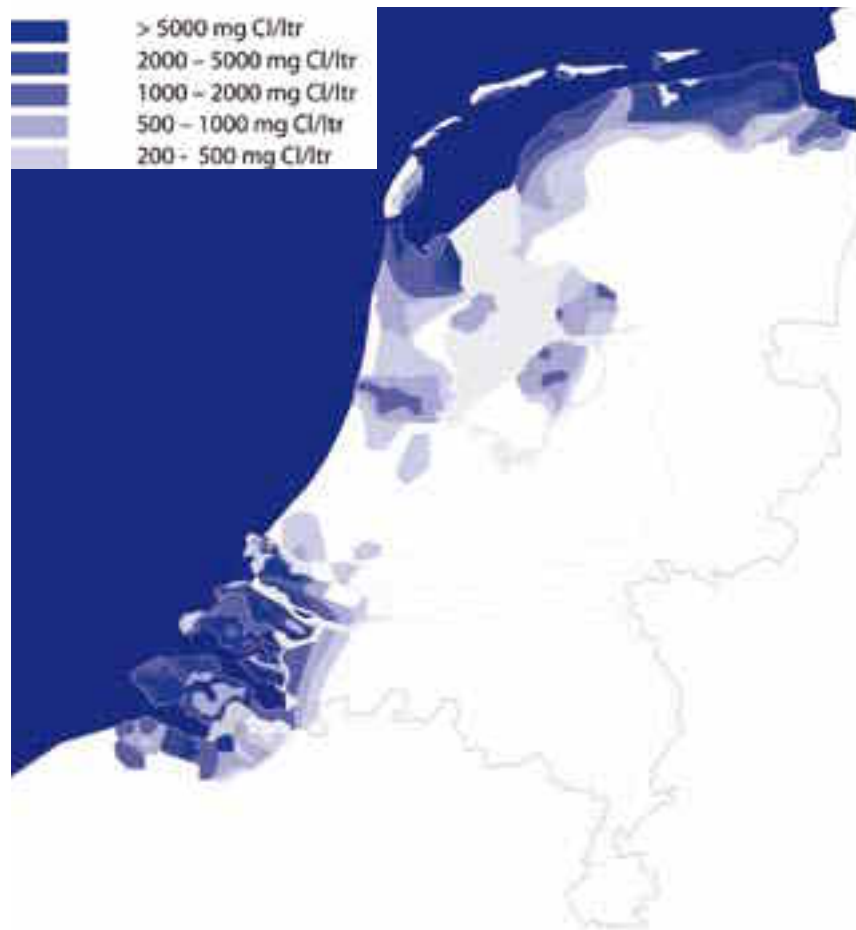 > 5000 mg Cl/ltr
2000 – 5000 mg Cl/ltr
1000 – 2000 mg Cl/ltr
500 – 1000 mg Cl/ltr
200 - 500 mg Cl/ltr